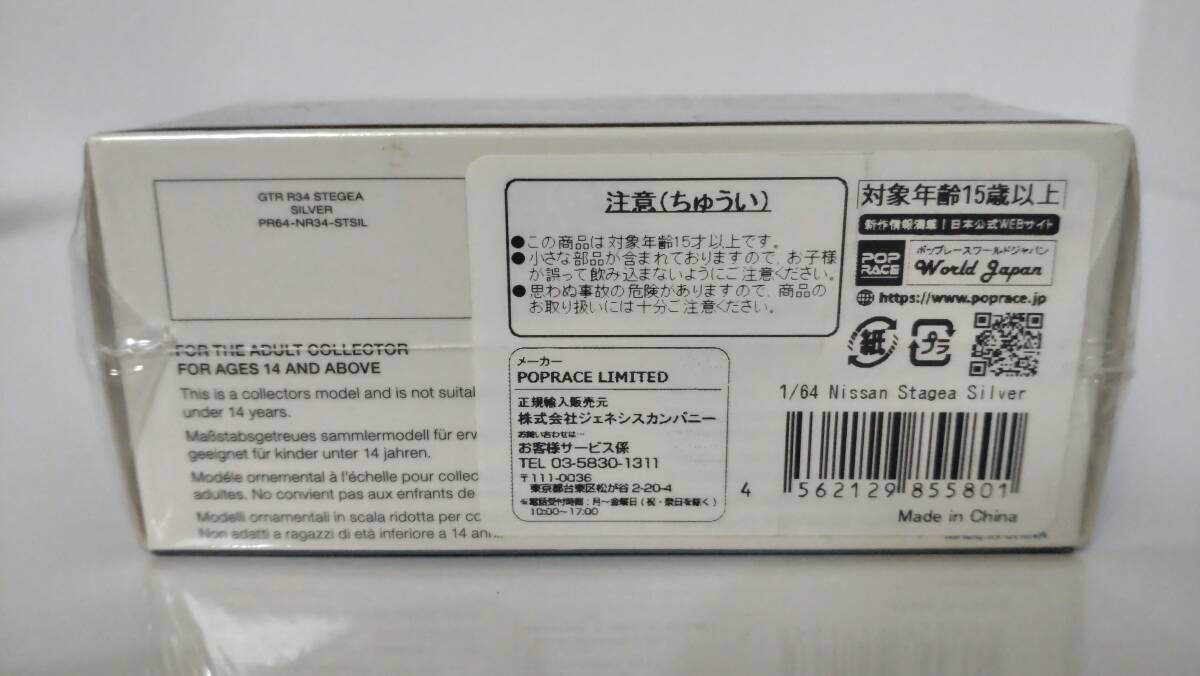 GTR R34 STEGEA
SILVER
PR64-NR34-STSIL
FOR THE ADULT COLLECTOR
FOR AGES 14 AND ABOVE
This is a collectors model and is not suital
under 14 years.
Maßstabsgetreues sammlermodell für erv
geeignet für kinder unter 14 jahren.
Modéle ornemental à l'échelle pour collec
adultes. No convient pas aux enfrants de
Modelli ornamentali in scala ridotta per co
Non adatti a ragazzi di età inferiore a 14 an
注意(ちゅうい)
●この商品は対象年齢15才以上です。
●小さな部品が含まれておりますので、お子様
が誤って飲み込まないようにご注意ください。
●思わぬ事故の危険がありますので、商品の
お取り扱いには十分ご注意ください。
メーカー
POPRACE LIMITED
正規輸入販売元
株式会社ジェネシスカンパニー
お問い合わせは…
お客様サービス係
TEL 03-5830-1311
〒111-0036
東京都台東区松が谷2-20-4
※電話受付時間:月~金曜日(祝・祭日を除く)
10:00~17:00
対象年齢15歳以上
新作情報満載!日本公式WEBサイト
POP
RACE
ポップレースワールドジャパン
World Japan
https://www.poprace.jp
紙
プラ
1/64 Nissan Stagea Silver
4 562129 855801
Made in China